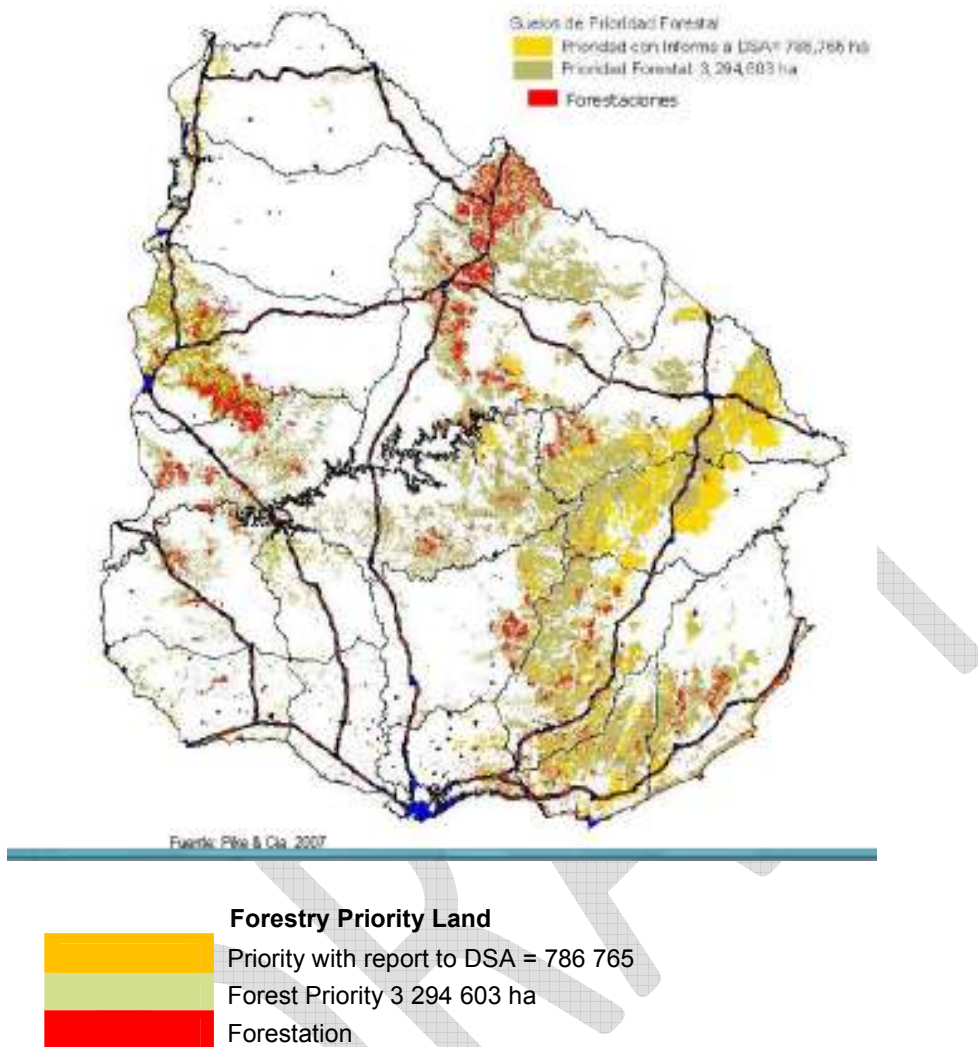 Suelos de Prioridad Forestal
Prioridad con Informe a DSA= 786,766 ha
Prioridad Forestal 3,294,603 ha
Forestaciones
Fuente: Pike & Cia. 2007
Forestry Priority Land
Priority with report to DSA = 786 765
Forest Priority 3 294 603 ha
Forestation